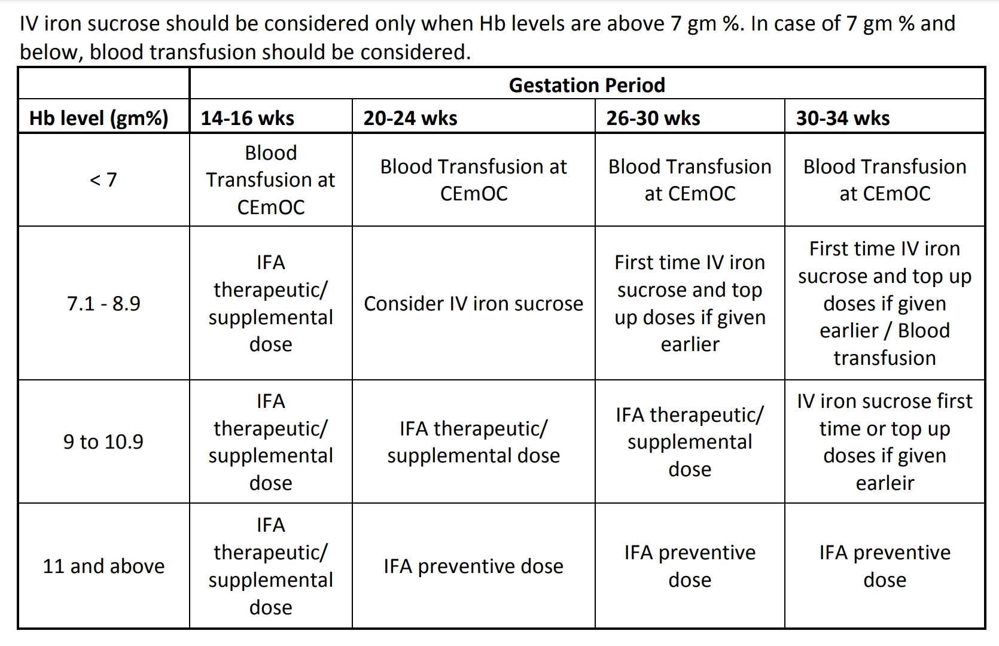 IV iron sucrose should be considered only when Hb levels are above 7 gm %. In case of 7 gm % and
below, blood transfusion should be considered.
Gestation Period
Hb level (gm%) 14-16 wks 20-24 wks 26-30 wks 30-34 wks
< 7
Blood
Transfusion at
CEmOC
Blood Transfusion at
CEmOC
Blood Transfusion
at CEmOC
Blood Transfusion
at CEmOC
7.1 - 8.9
IFA
therapeutic/
supplemental
dose
Consider IV iron sucrose
First time IV iron
sucrose and top
up doses if given
earlier
First time IV iron
sucrose and top up
doses if given
earlier / Blood
transfusion
9 to 10.9
IFA
therapeutic/
supplemental
dose
IFA therapeutic/
supplemental dose
IFA therapeutic/
supplemental
dose
IV iron sucrose first
time or top up
doses if given
earleir
11 and above
IFA
therapeutic/
supplemental
dose
IFA preventive dose
IFA preventive
dose
IFA preventive
dose